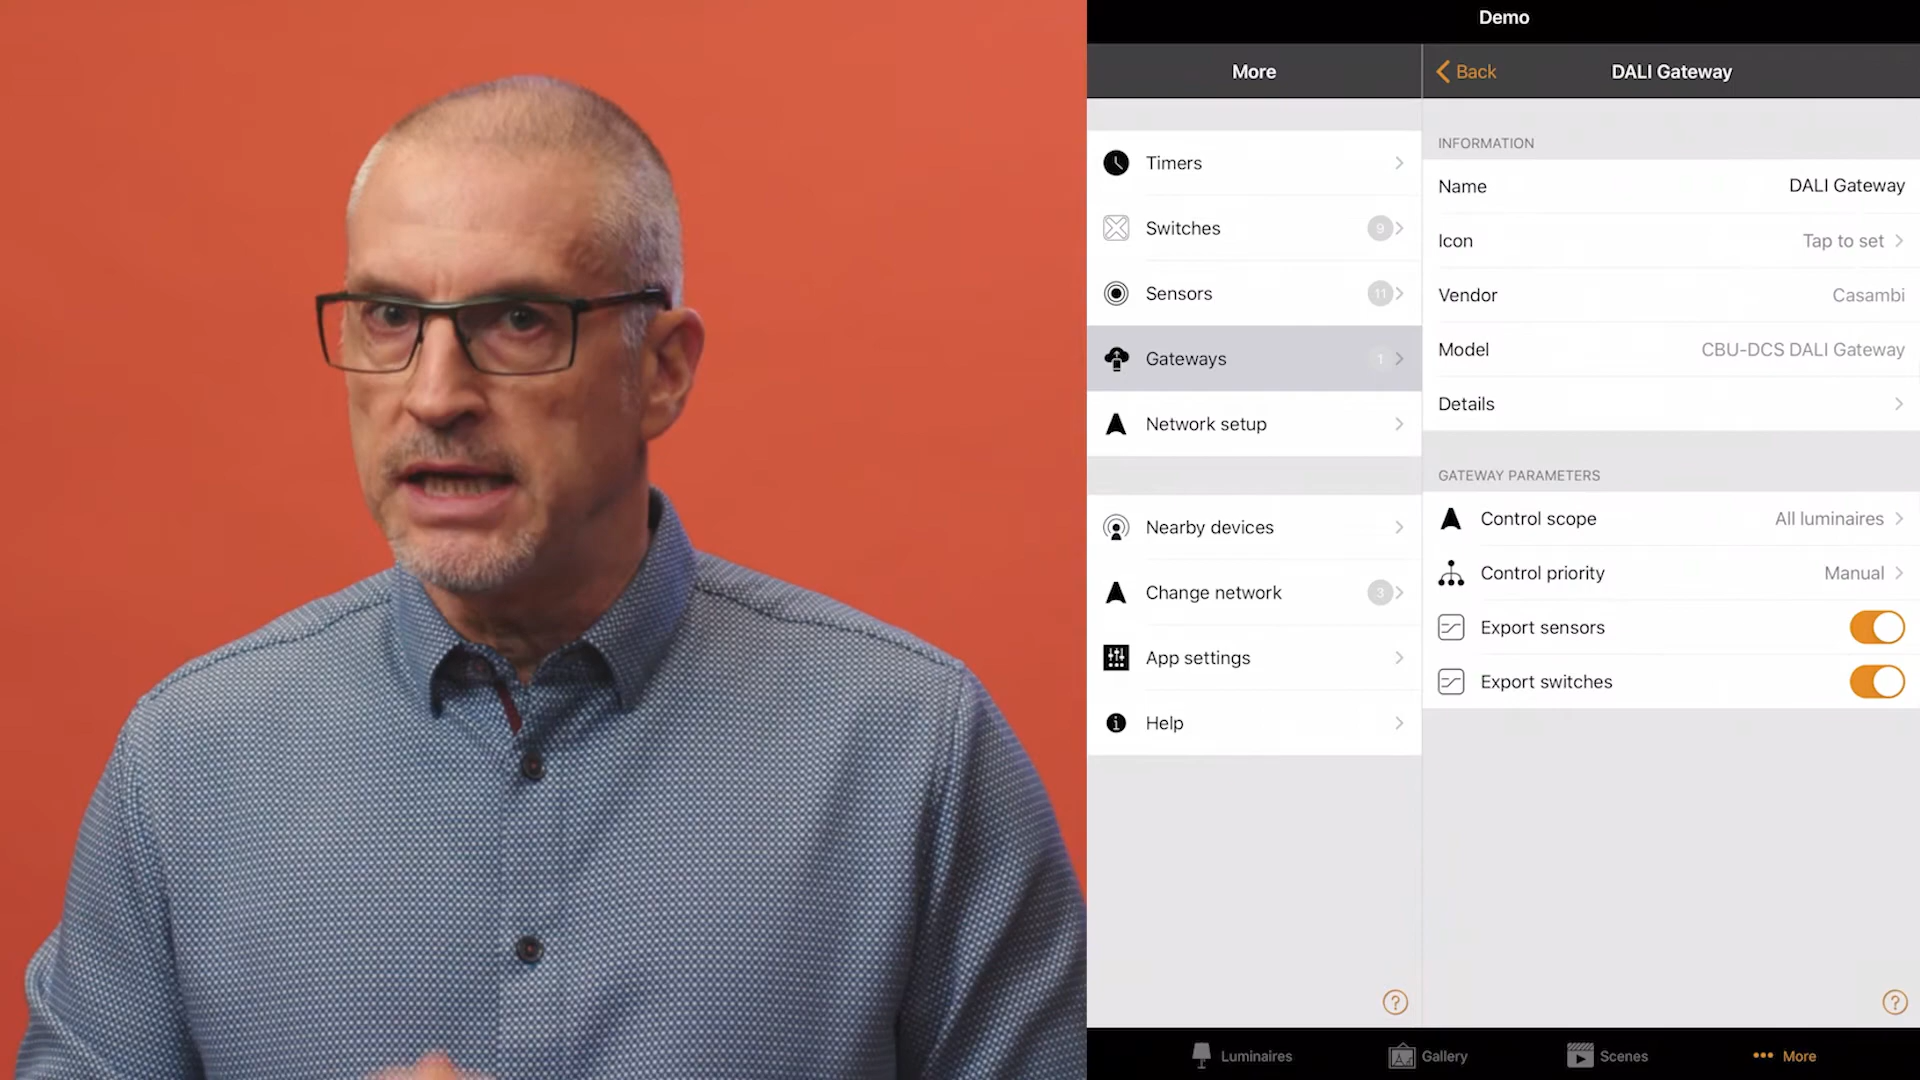 Demo
More
Timers
Switches 9
Sensors 11
Gateways 1
Network setup
Nearby devices
Change network 3
App settings
Help
?
Back DALI Gateway
INFORMATION
Name DALI Gateway
Icon Tap to set
Vendor Casambi
Model CBU-DCS DALI Gateway
Details
GATEWAY PARAMETERS
Control scope All luminaires
Control priority Manual
Export sensors
Export switches
?
Luminaires Gallery Scenes More